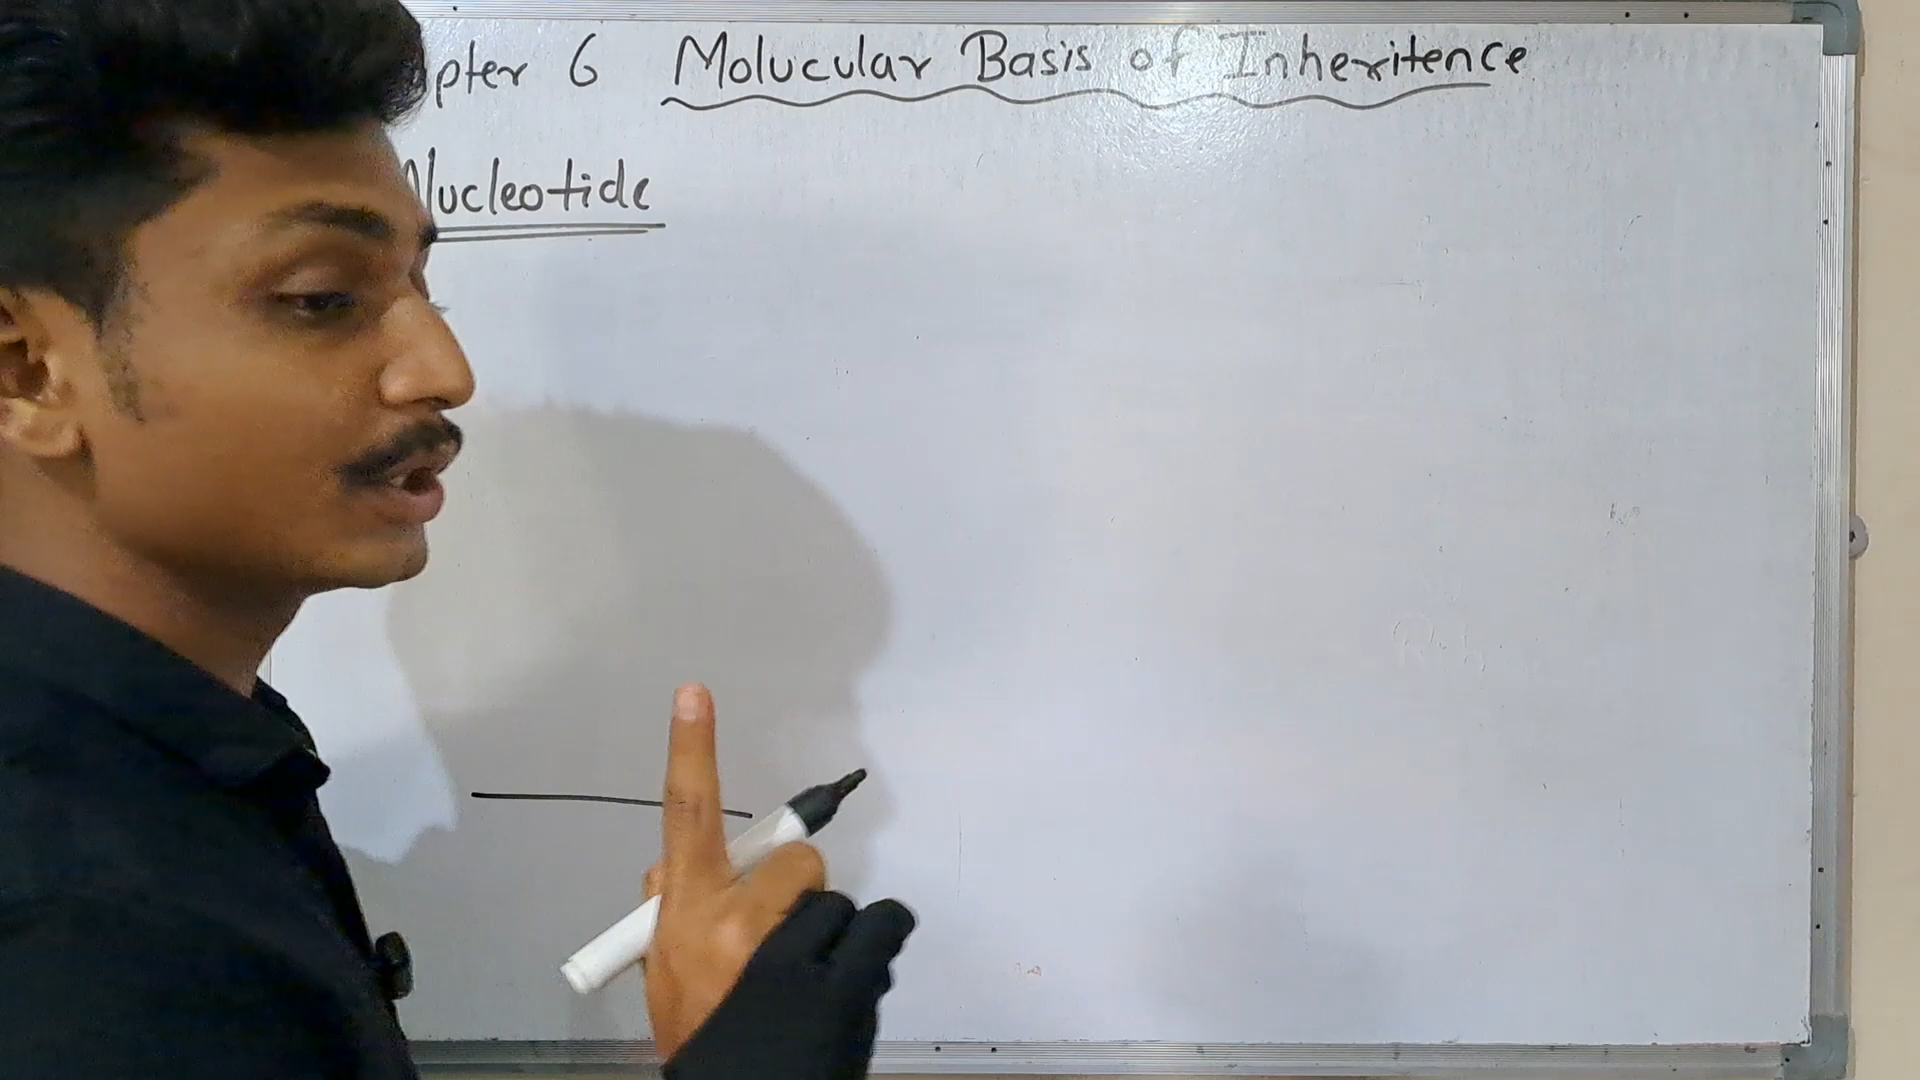 pter 6 Molucular Basis of Inheritence
Nucleotide